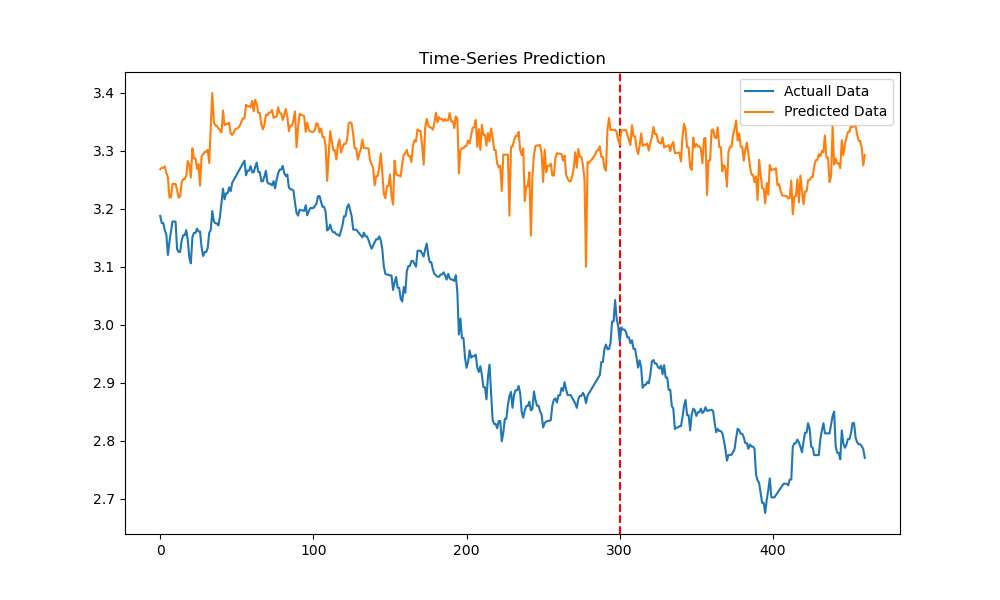 Time-Series Prediction
Actuall Data
Predicted Data
3.4
3.3
3.2
3.1
3.0
2.9
2.8
2.7
0 100 200 300 400